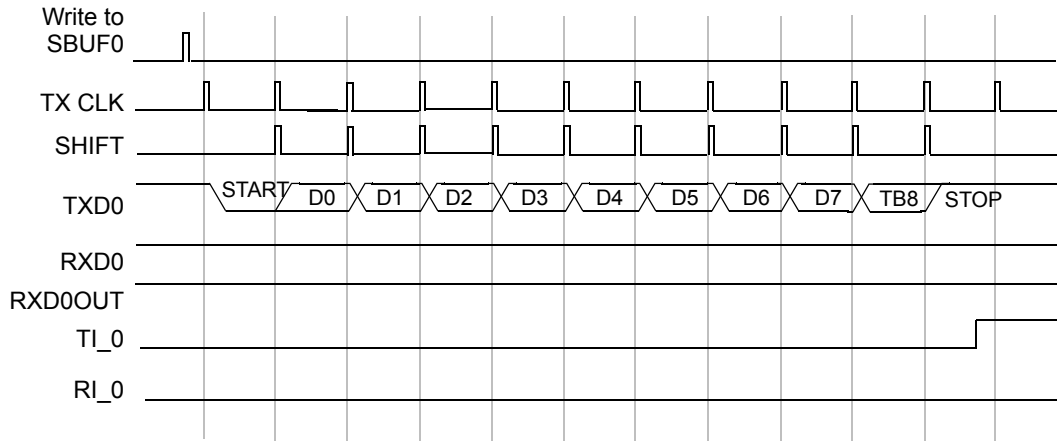 Write to
SBUF0
TX CLK
SHIFT
TXD0 START D0 D1 D2 D3 D4 D5 D6 D7 TB8 STOP
RXD0
RXD0OUT
TI_0
RI_0